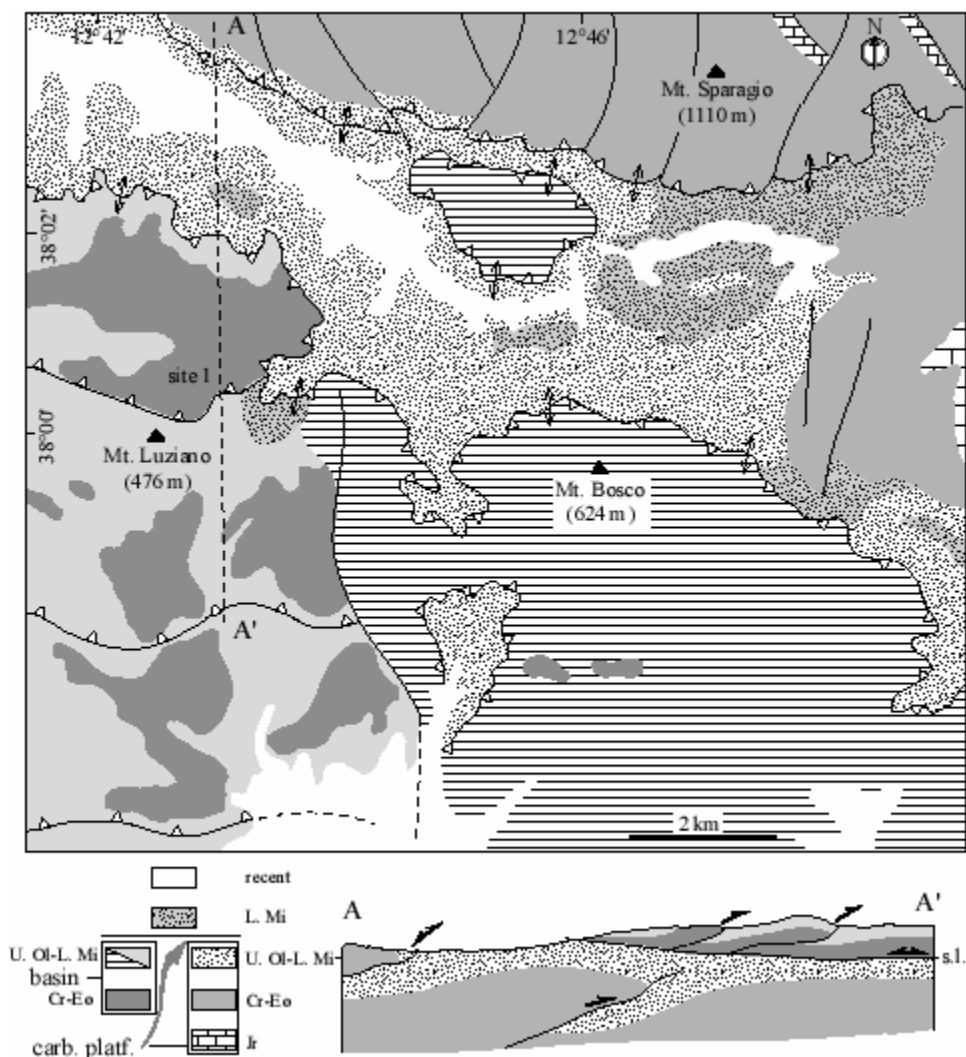 12°42'
A
12°46'
N
Mt. Sparagio
(1110 m)
38°02'
site 1
38°00'
Mt. Luziano
(476 m)
Mt. Bosco
(624 m)
A'
2 km
recent
L. Mi
U. Ol-L. Mi
basin
Cr-Eo
carb. platf.
U. Ol-L. Mi
Cr-Eo
Jr
A
A'
s.l.